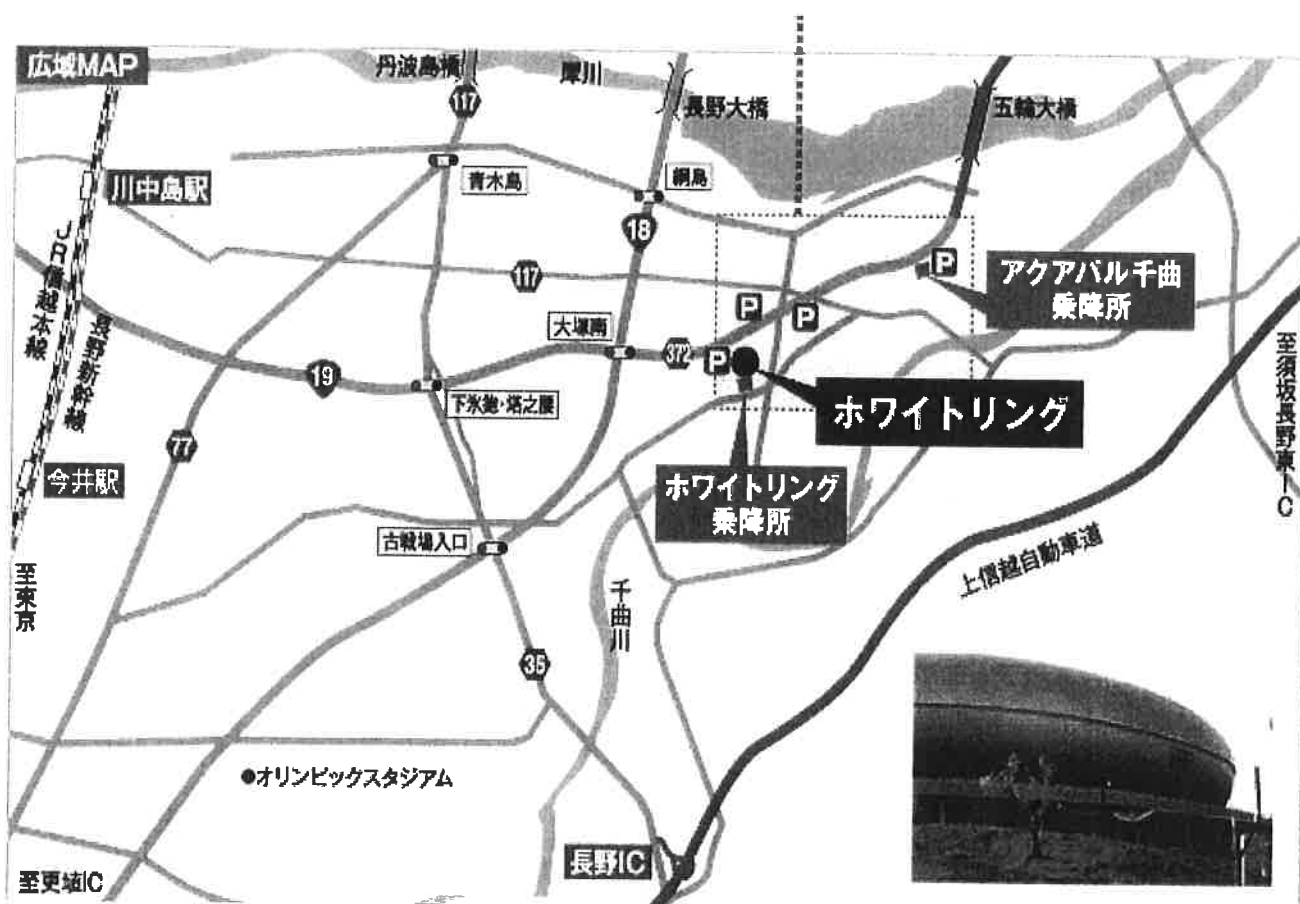 広域MAP
丹波島橋
犀川
長野大橋
五輪大橋
117
青木島
綱島
川中島駅
18
JR信越本線
長野新幹線
117
P
アクアパル千曲
乗降所
P
P
大塚南
372
P
19
下氷鉋・塔之腰
ホワイトリング
至須坂長野東IC
77
今井駅
ホワイトリング
乗降所
古戦場入口
至東京
千曲川
上信越自動車道
35
●オリンピックスタジアム
長野IC
至更埴IC